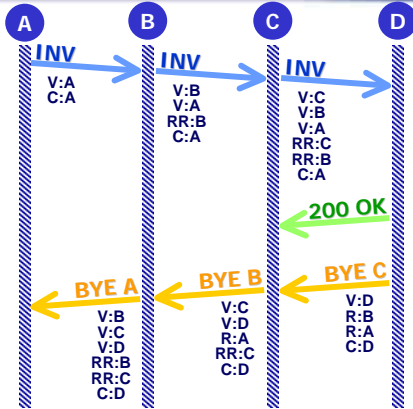 A B C D
INV
V:A
C:A
INV
V:B
V:A
RR:B
C:A
INV
V:C
V:B
V:A
RR:C
RR:B
C:A
200 OK
BYE C
V:D
R:B
R:A
C:D
BYE B
V:C
V:D
R:A
RR:C
C:D
BYE A
V:B
V:C
V:D
RR:B
RR:C
C:D